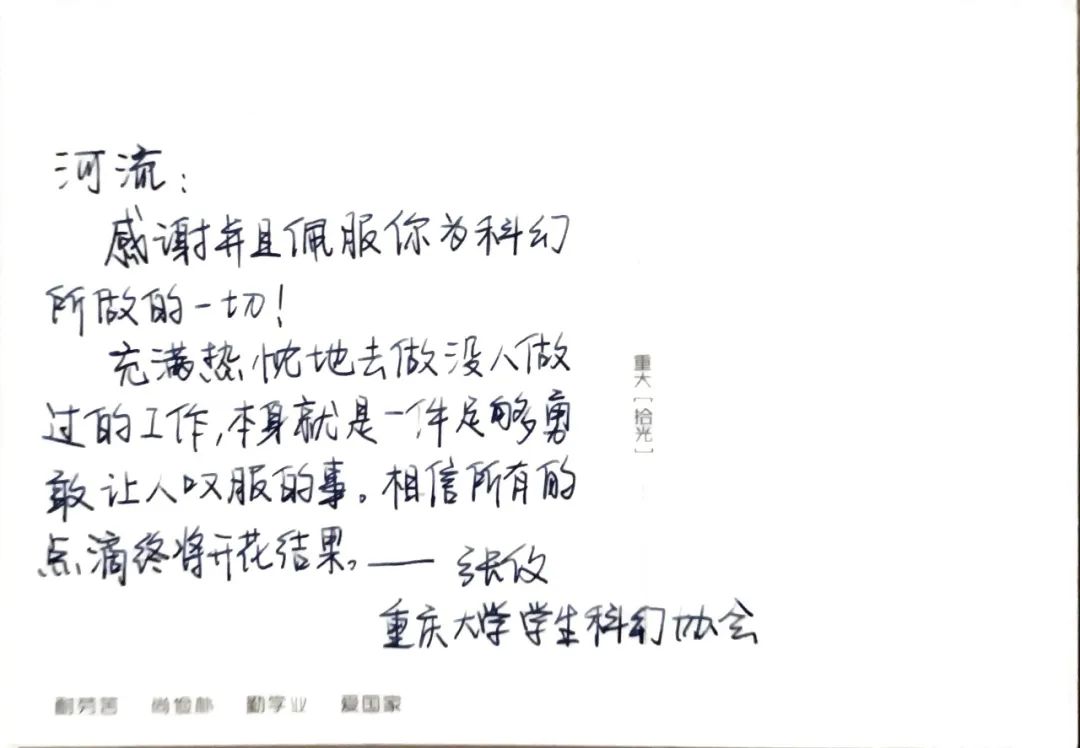 河流：
感谢并且佩服你为科幻
所做的一切！
充满热忱地去做没人做
过的工作,本身就是一件足够勇
敢让人叹服的事。相信所有的
点滴终将开花结果。——张攸
重庆大学学生科幻协会
重大[拾光]
耐劳苦 尚俭朴 勤学业 爱国家